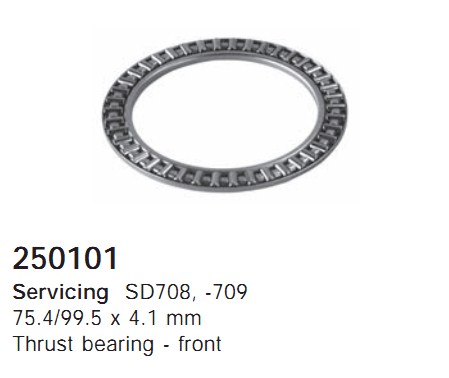 250101
Servicing SD708, -709
75.4/99.5 x 4.1 mm
Thrust bearing - front